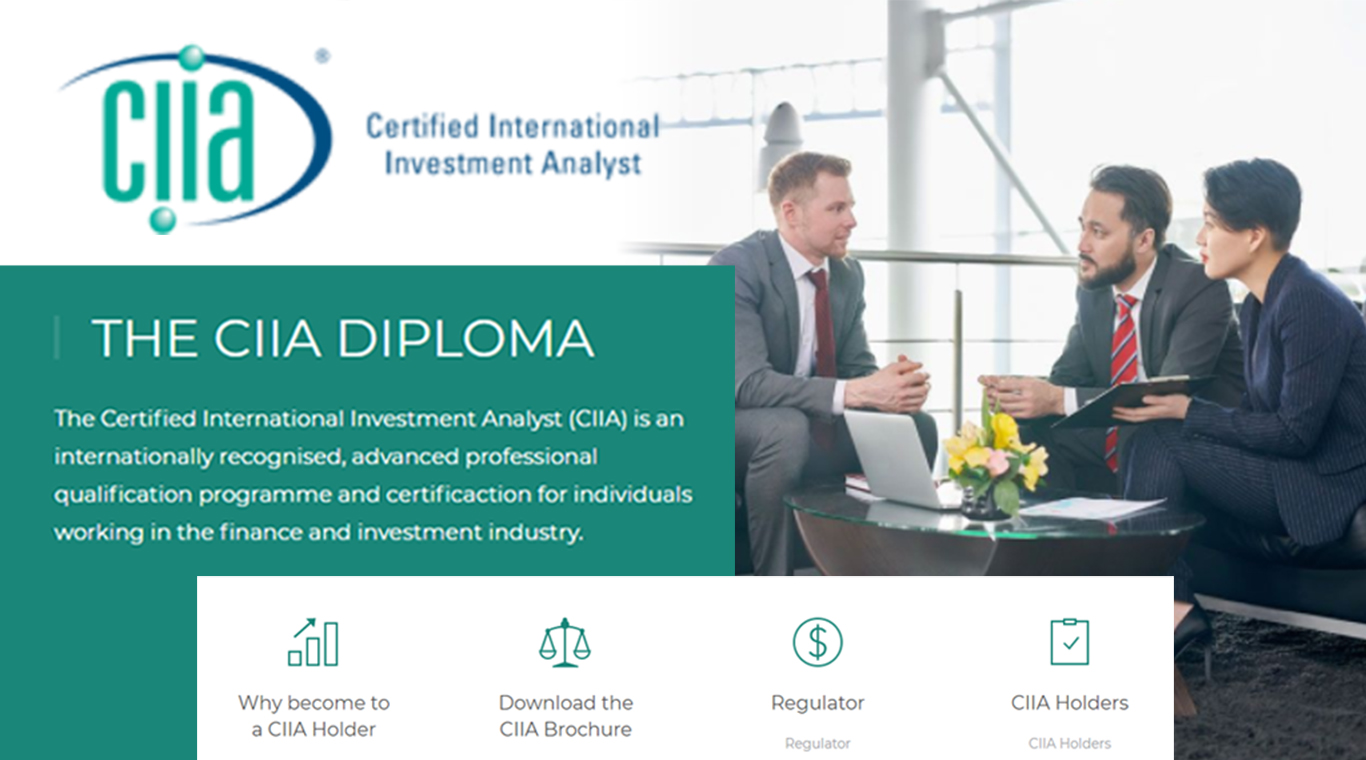 ciia ®
Certified International
Investment Analyst
THE CIIA DIPLOMA
The Certified International Investment Analyst (CIIA) is an
internationally recognised, advanced professional
qualification programme and certificaction for individuals
working in the finance and investment industry.
Why become to
a CIIA Holder
Download the
CIIA Brochure
Regulator
Regulator
CIIA Holders
CIIA Holders